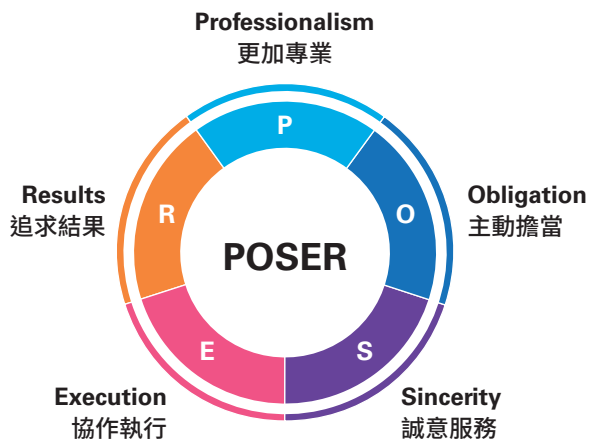 Professionalism
更加專業
P
Results
追求結果
R
POSER
O
Obligation
主動擔當
E
S
Execution
協作執行
Sincerity
誠意服務